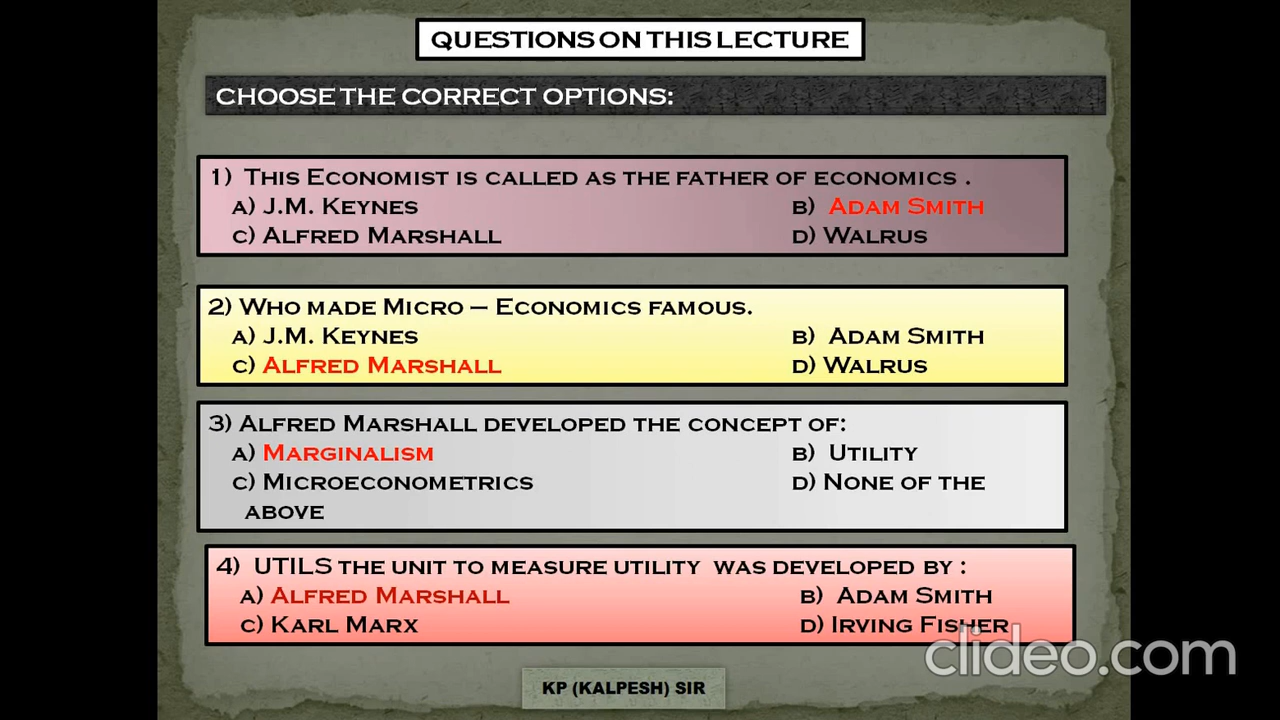 QUESTIONS ON THIS LECTURE
CHOOSE THE CORRECT OPTIONS:
1) THIS ECONOMIST IS CALLED AS THE FATHER OF ECONOMICS .
A) J.M. KEYNES B) ADAM SMITH
C) ALFRED MARSHALL D) WALRUS
2) WHO MADE MICRO – ECONOMICS FAMOUS.
A) J.M. KEYNES B) ADAM SMITH
C) ALFRED MARSHALL D) WALRUS
3) ALFRED MARSHALL DEVELOPED THE CONCEPT OF:
A) MARGINALISM B) UTILITY
C) MICROECONOMETRICS D) NONE OF THE
ABOVE
4) UTILS THE UNIT TO MEASURE UTILITY WAS DEVELOPED BY :
A) ALFRED MARSHALL B) ADAM SMITH
C) KARL MARX D) IRVING FISHER
clideo.com
KP (KALPESH) SIR